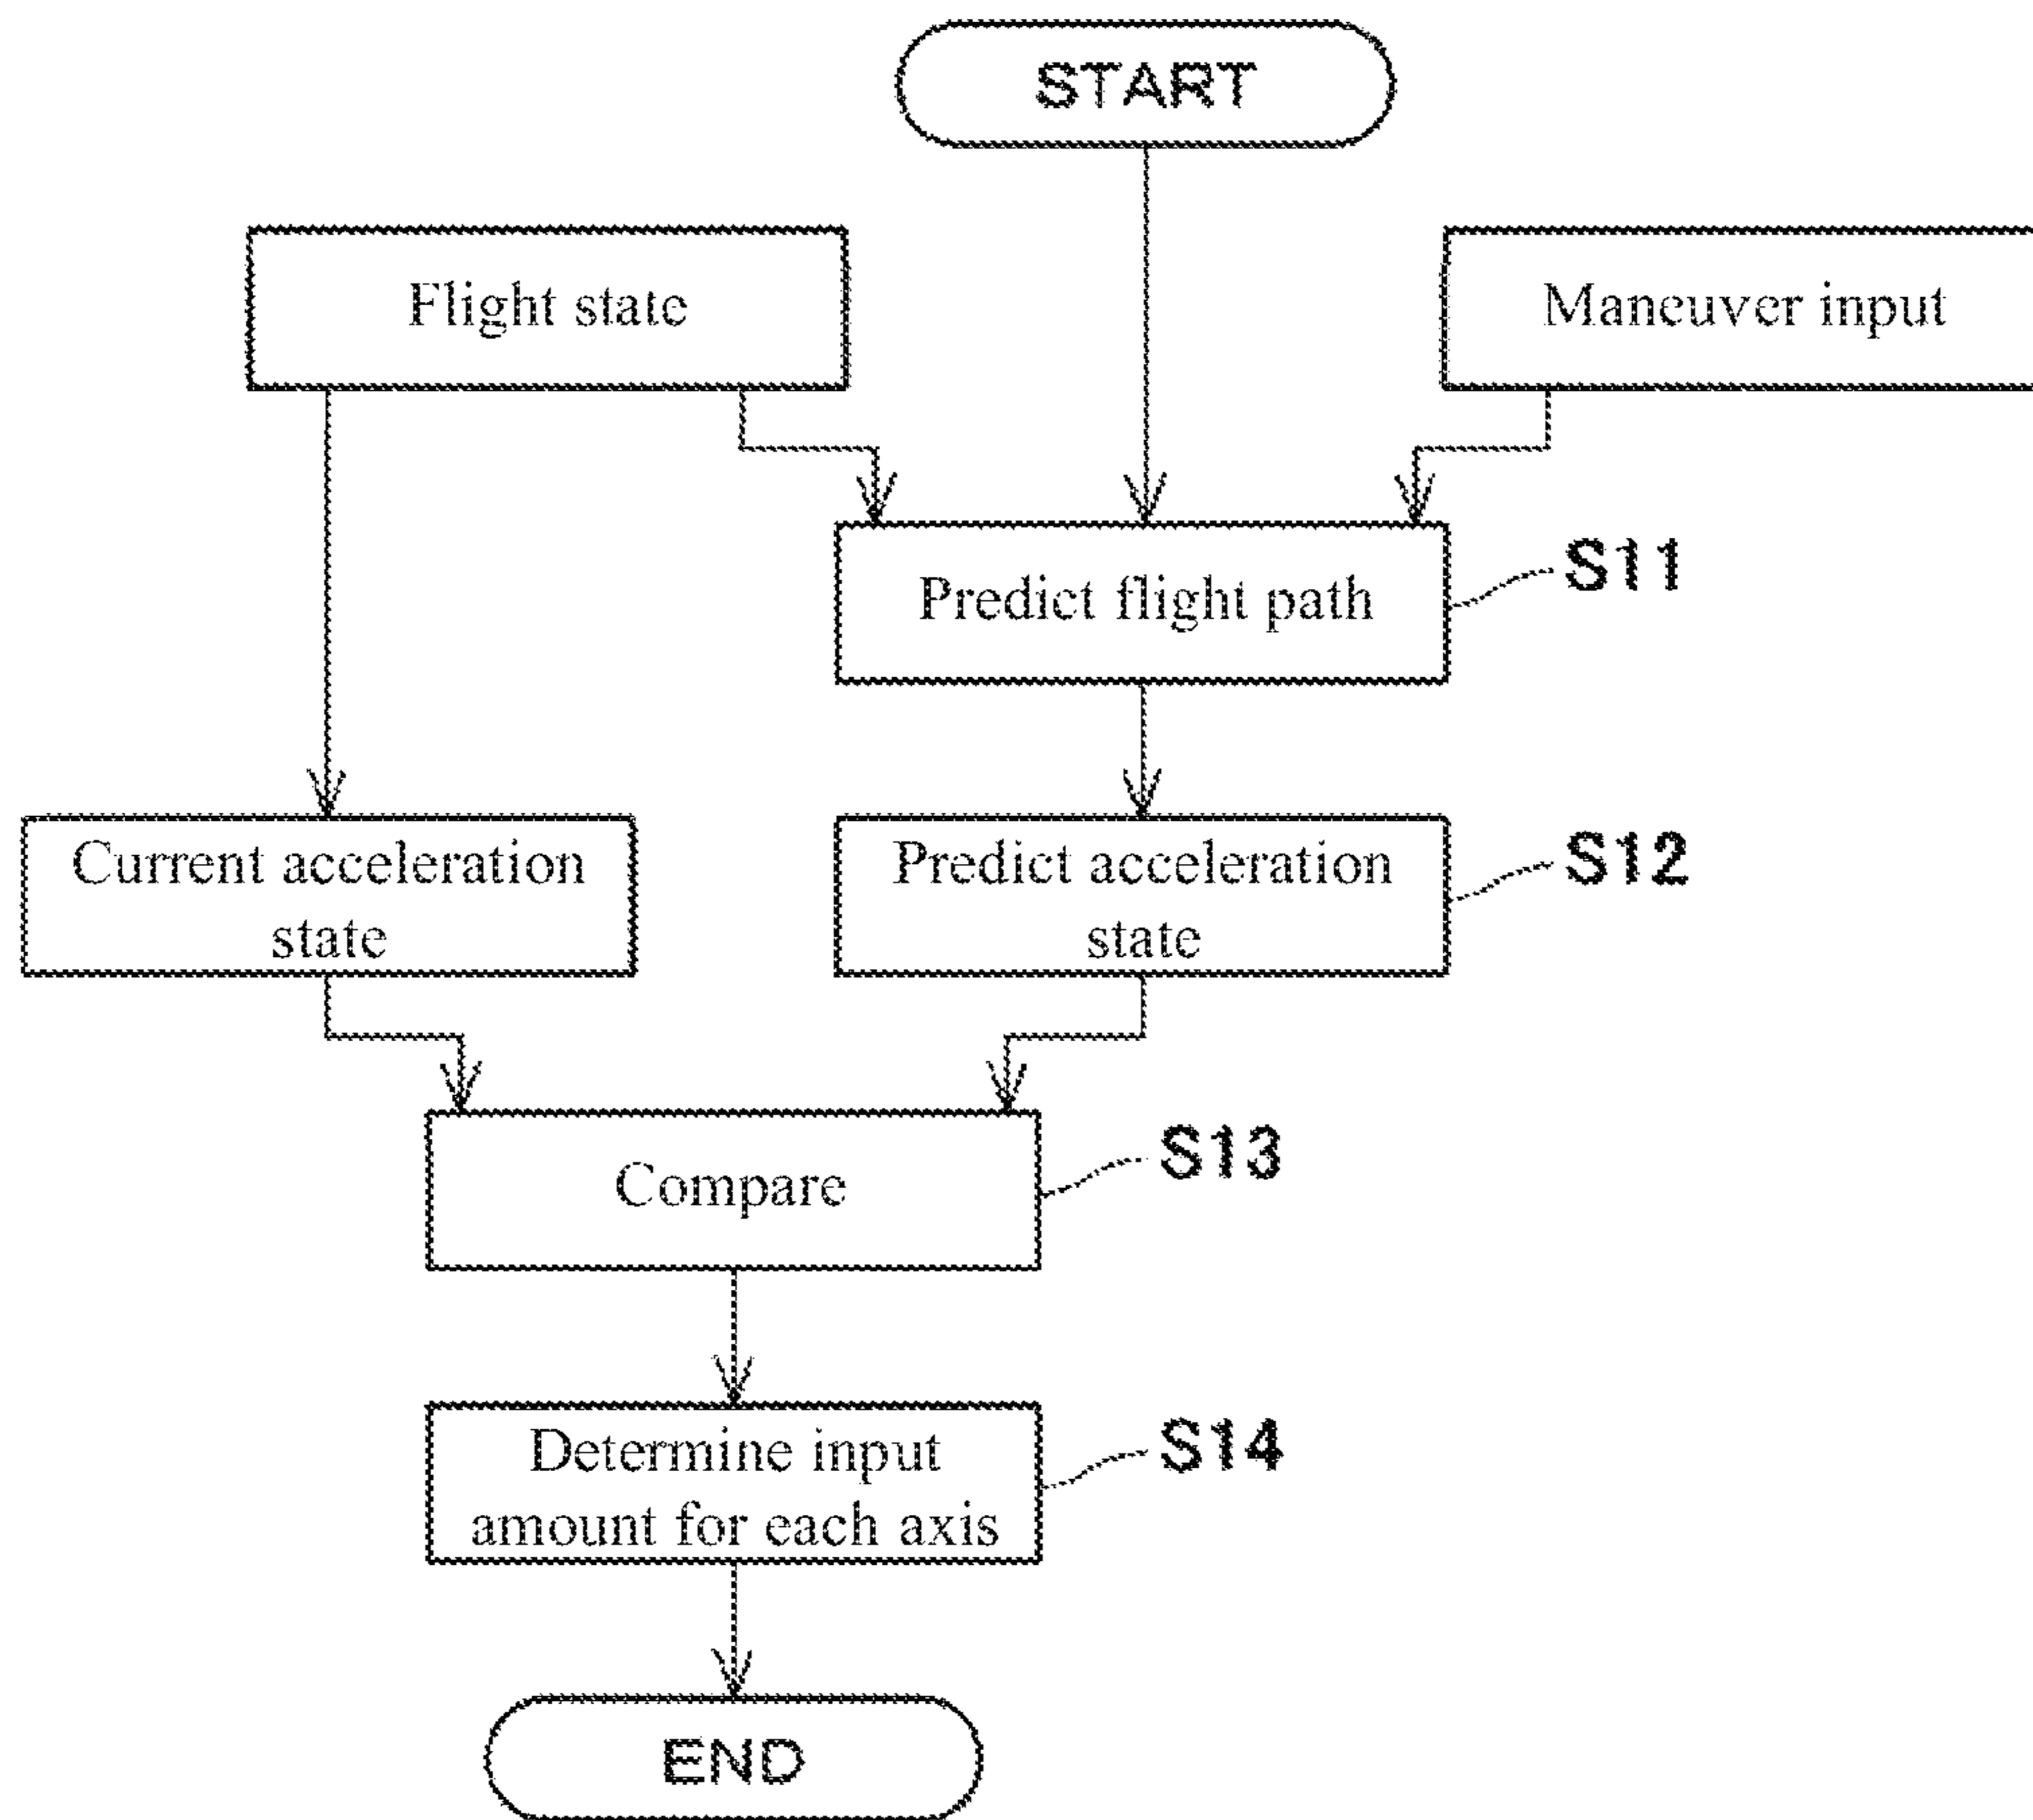 START
Flight state
Maneuver input
Predict flight path
S11
Current acceleration
state
Predict acceleration
state
S12
Compare
S13
Determine input
amount for each axis
S14
END